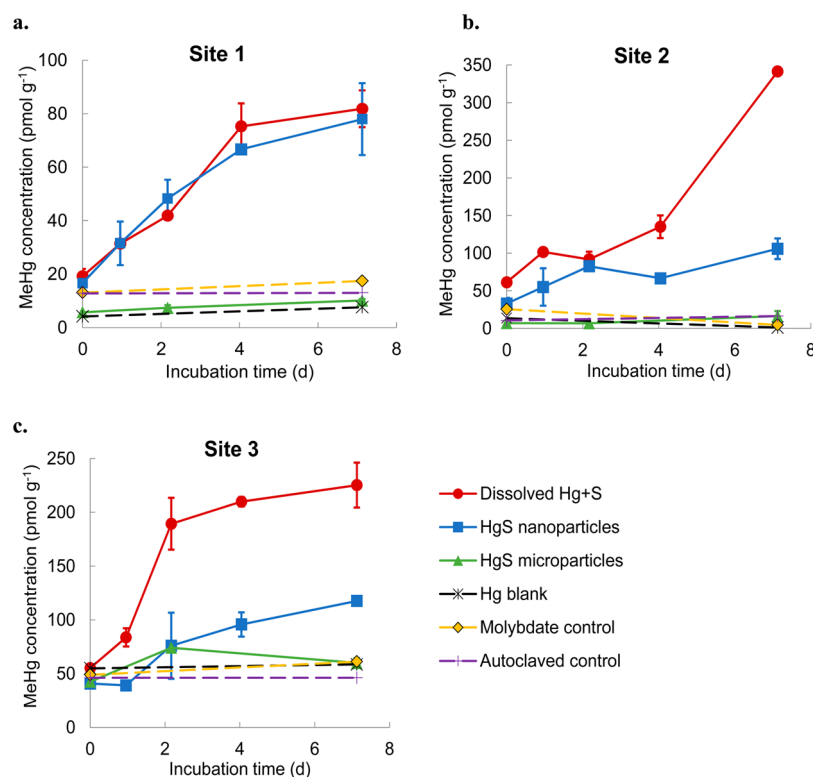 a.
Site 1
MeHg concentration (pmol g⁻¹)
100
80
60
40
20
0
0 2 4 6 8
Incubation time (d)
b.
Site 2
MeHg concentration (pmol g⁻¹)
350
300
250
200
150
100
50
0
0 2 4 6 8
Incubation time (d)
c.
Site 3
MeHg concentration (pmol g⁻¹)
250
200
150
100
50
0
0 2 4 6 8
Incubation time (d)
Dissolved Hg+S
HgS nanoparticles
HgS microparticles
Hg blank
Molybdate control
Autoclaved control